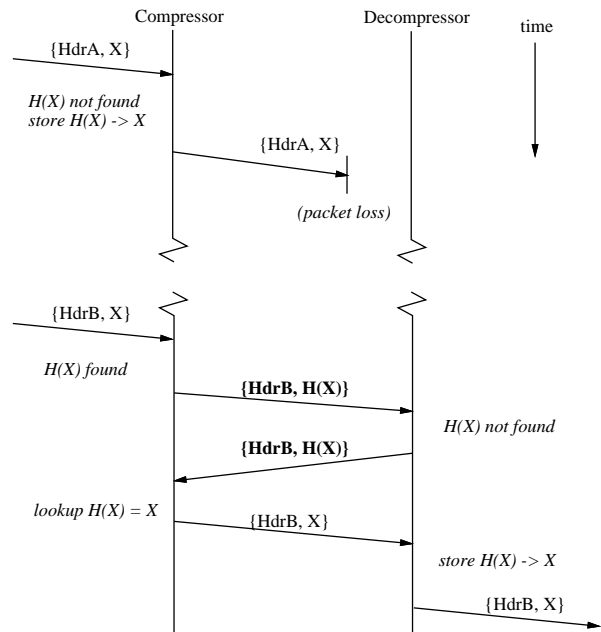 Compressor
Decompressor
time
{HdrA, X}
H(X) not found
store H(X) -> X
{HdrA, X}
(packet loss)
{HdrB, X}
H(X) found
{HdrB, H(X)}
H(X) not found
{HdrB, H(X)}
lookup H(X) = X
{HdrB, X}
store H(X) -> X
{HdrB, X}